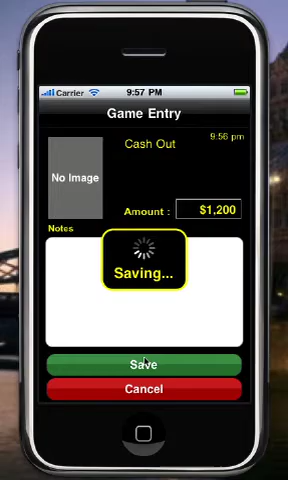 Carrier 9:57 PM
Game Entry
9:56 pm
Cash Out
No Image
Amount : $1,200
Notes
Saving...
Save
Cancel